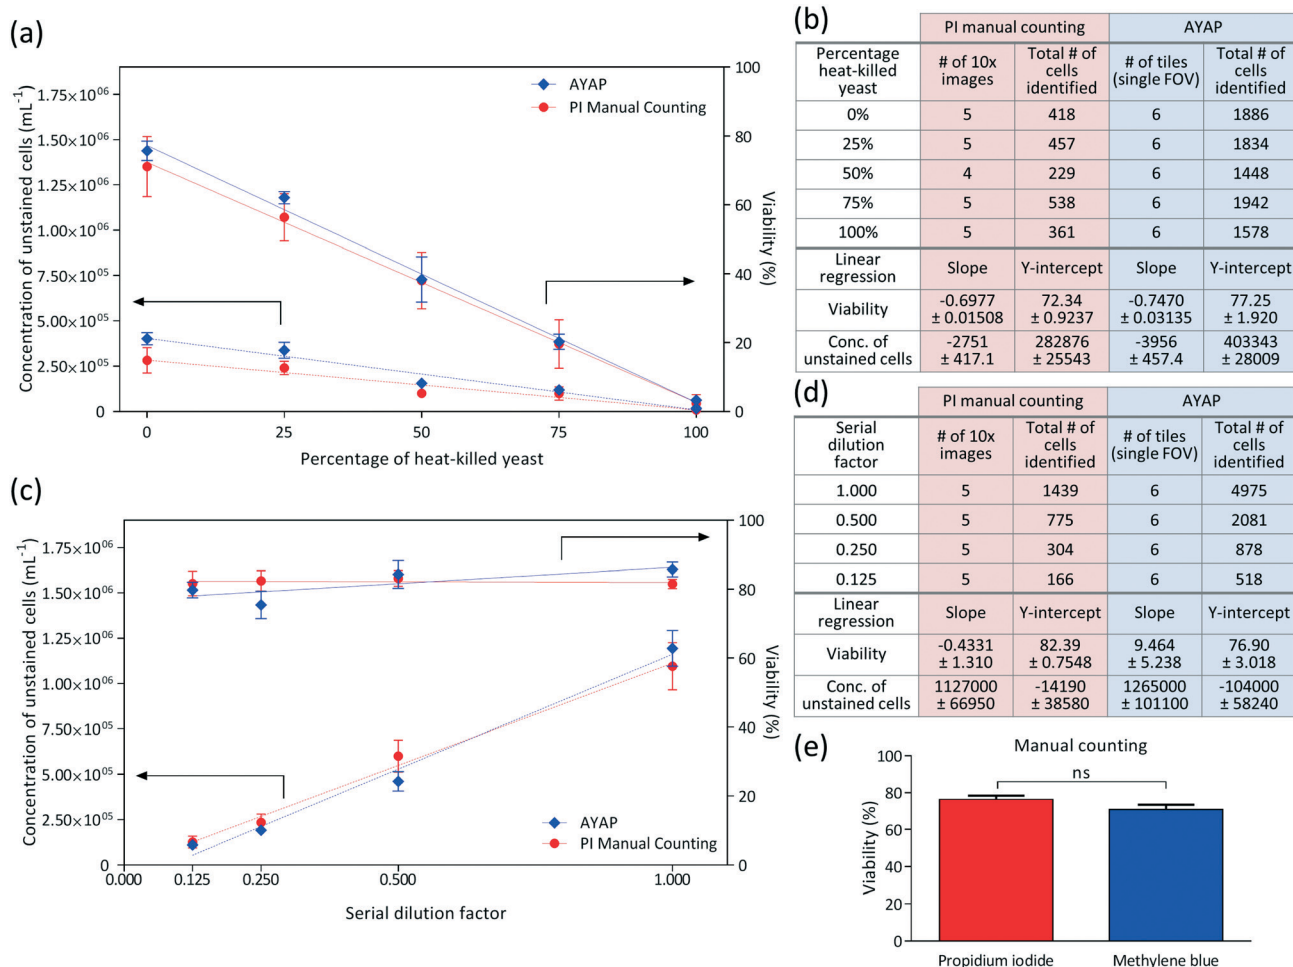 (a)
Concentration of unstained cells (mL-1)
1.75×10^06
1.50×10^06
1.25×10^06
1.00×10^06
7.50×10^05
5.00×10^05
2.50×10^05
0
AYAP
PI Manual Counting
100
80
60
40
20
0
Viability (%)
0 25 50 75 100
Percentage of heat-killed yeast
(b)
PI manual counting AYAP
Percentage heat-killed yeast # of 10x images Total # of cells identified # of tiles (single FOV) Total # of cells identified
0% 5 418 6 1886
25% 5 457 6 1834
50% 4 229 6 1448
75% 5 538 6 1942
100% 5 361 6 1578
Linear regression Slope Y-intercept Slope Y-intercept
Viability -0.6977 ± 0.01508 72.34 ± 0.9237 -0.7470 ± 0.03135 77.25 ± 1.920
Conc. of unstained cells -2751 ± 417.1 282876 ± 25543 -3956 ± 457.4 403343 ± 28009
(c)
Concentration of unstained cells (mL-1)
1.75×10^06
1.50×10^06
1.25×10^06
1.00×10^06
7.50×10^05
5.00×10^05
2.50×10^05
0
100
80
60
40
20
0
Viability (%)
AYAP
PI Manual Counting
0.000 0.125 0.250 0.500 1.000
Serial dilution factor
(d)
PI manual counting AYAP
Serial dilution factor # of 10x images Total # of cells identified # of tiles (single FOV) Total # of cells identified
1.000 5 1439 6 4975
0.500 5 775 6 2081
0.250 5 304 6 878
0.125 5 166 6 518
Linear regression Slope Y-intercept Slope Y-intercept
Viability -0.4331 ± 1.310 82.39 ± 0.7548 9.464 ± 5.238 76.90 ± 3.018
Conc. of unstained cells 1127000 ± 66950 -14190 ± 38580 1265000 ± 101100 -104000 ± 58240
(e)
Manual counting
ns
Viability (%)
100
80
60
40
20
0
Propidium iodide Methylene blue